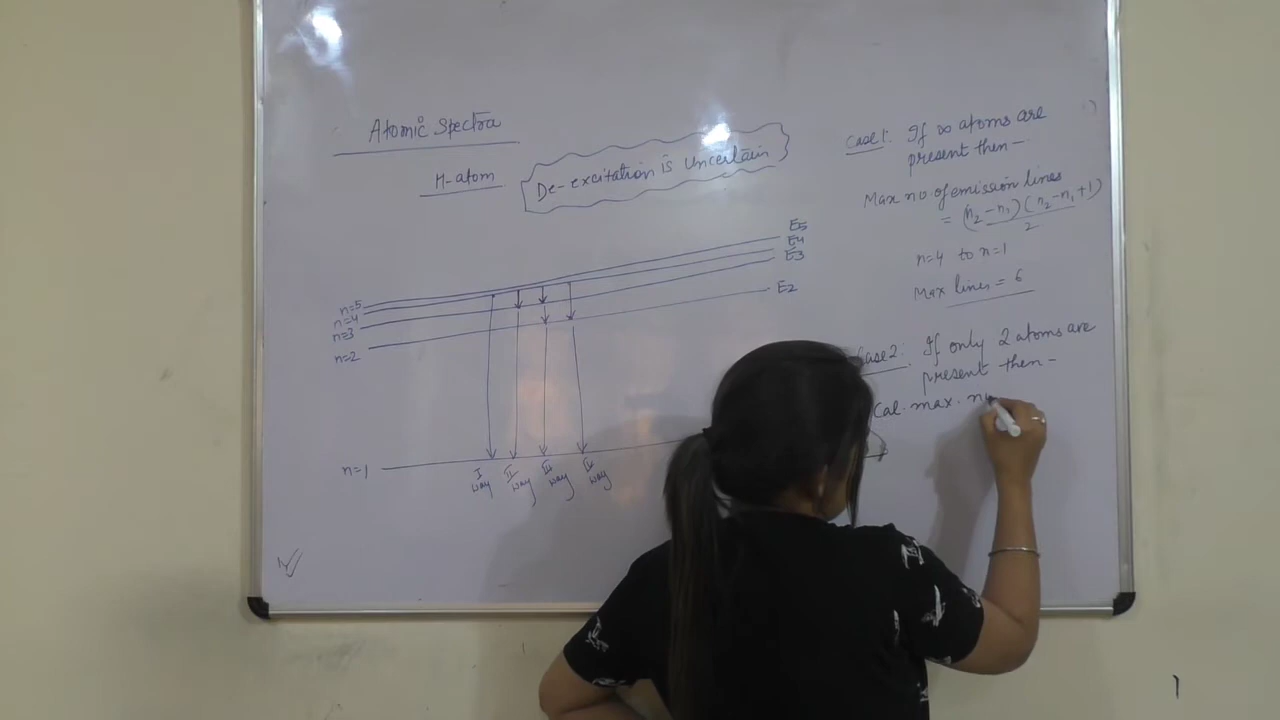 Atomic Spectra
H-atom
De-excitation is Uncertain
E5
E4
E3
E2
n=5
n=4
n=3
n=2
n=1
I way
II way
III way
IV way
Case1: If ∞ atoms are
present then-
Max no. of emission lines
= (n2-n1)(n2-n1+1)
2
n=4 to n=1
Max lines = 6
Case2: If only 2 atoms are
present then-
Cal. max.